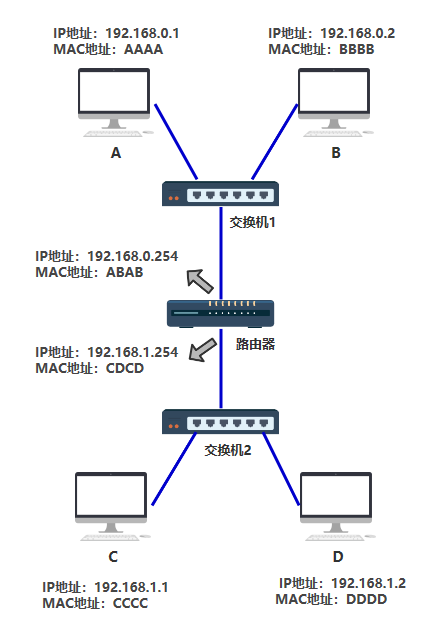 IP地址：192.168.0.1
MAC地址：AAAA
IP地址：192.168.0.2
MAC地址：BBBB
A
B
交换机1
IP地址：192.168.0.254
MAC地址：ABAB
路由器
IP地址：192.168.1.254
MAC地址：CDCD
交换机2
C
D
IP地址：192.168.1.1
MAC地址：CCCC
IP地址：192.168.1.2
MAC地址：DDDD